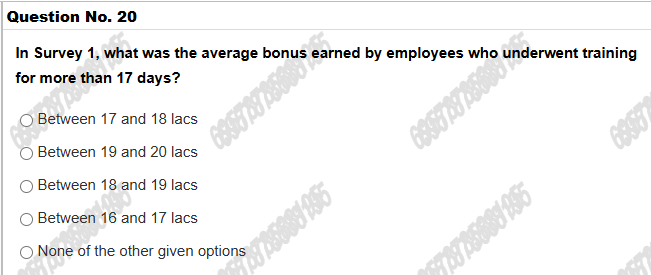 Question No. 20
In Survey 1, what was the average bonus earned by employees who underwent training
for more than 17 days?
Between 17 and 18 lacs
Between 19 and 20 lacs
Between 18 and 19 lacs
Between 16 and 17 lacs
None of the other given options